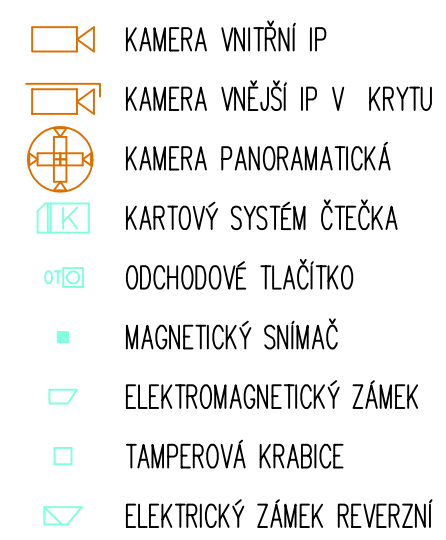 KAMERA VNITŘNÍ IP
KAMERA VNĚJŠÍ IP V KRYTU
KAMERA PANORAMATICKÁ
K KARTOVÝ SYSTÉM ČTEČKA
OT ODCHODOVÉ TLAČÍTKO
MAGNETICKÝ SNÍMAČ
ELEKTROMAGNETICKÝ ZÁMEK
TAMPEROVÁ KRABICE
ELEKTRICKÝ ZÁMEK REVERZNÍ